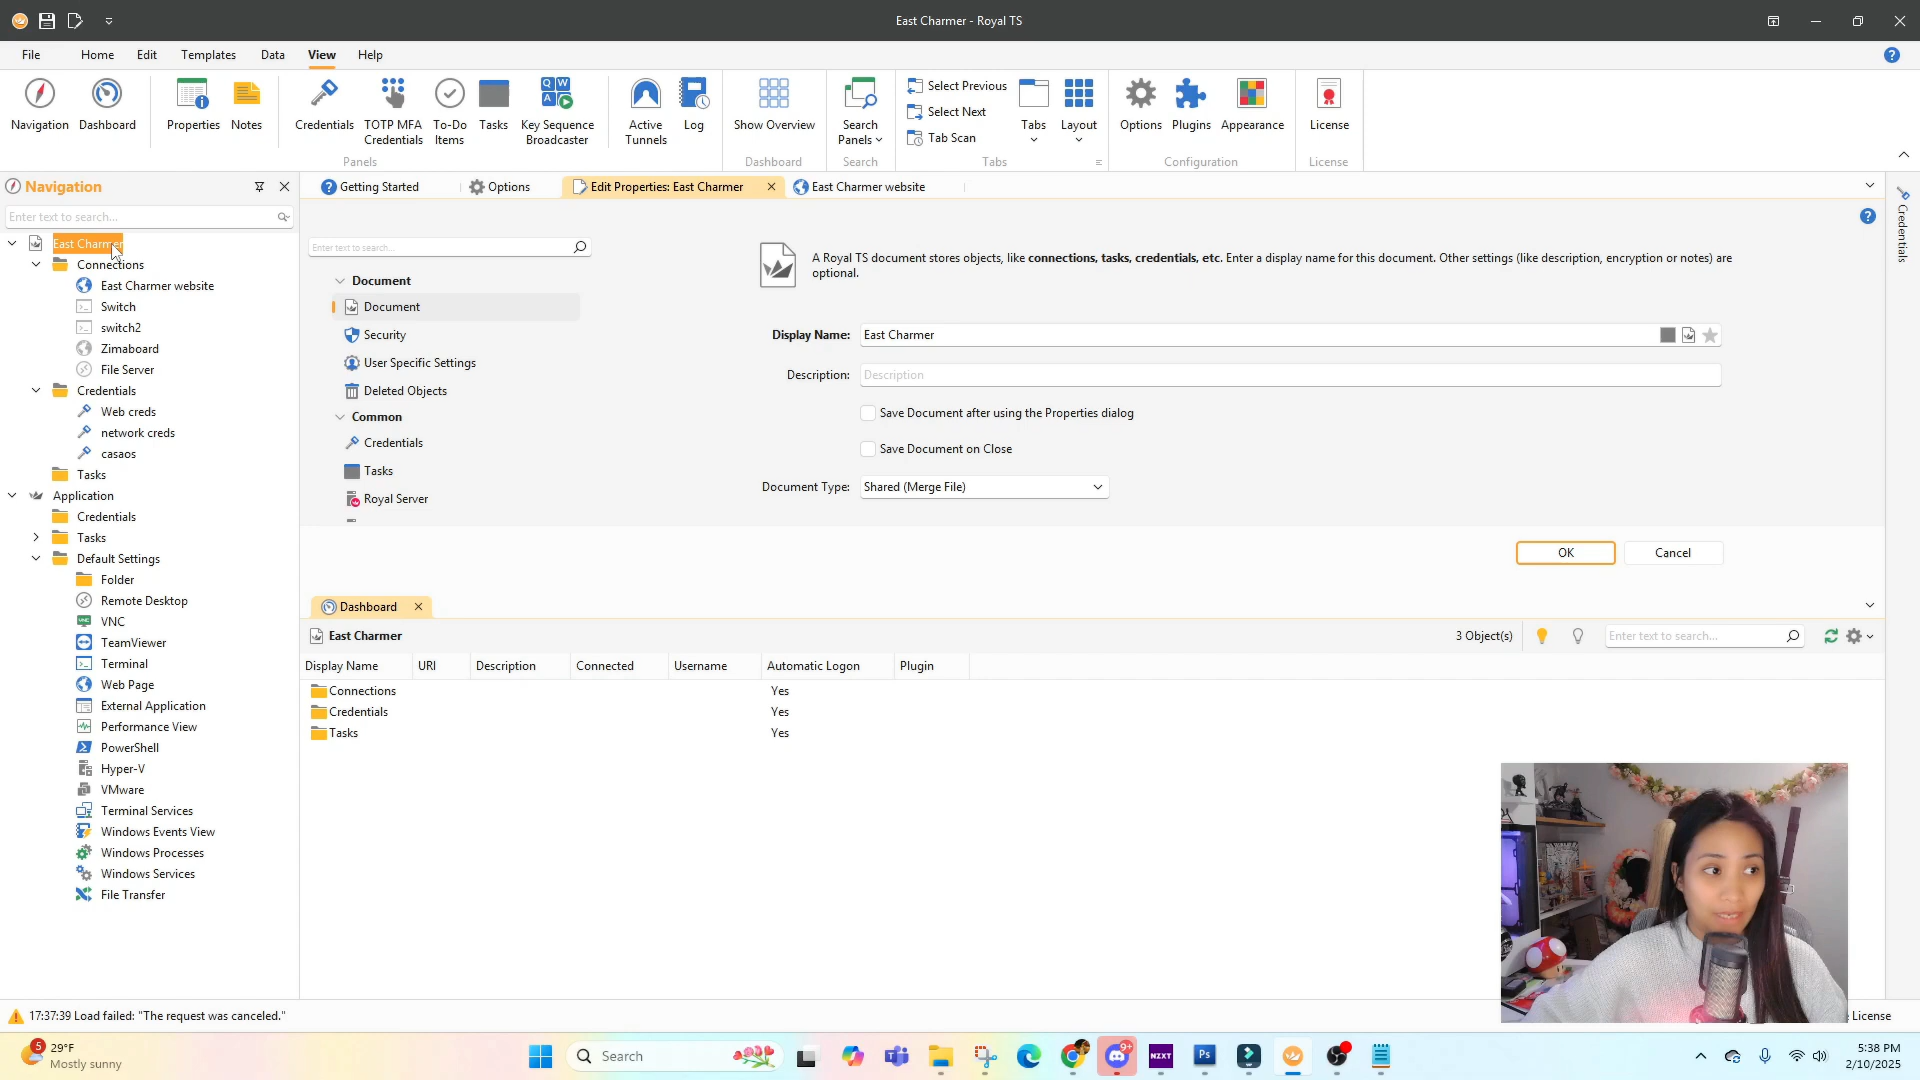 East Charmer - Royal TS
File
Home
Edit
Templates
Data
View
Help
Navigation
Dashboard
Properties
Notes
Credentials
TOTP MFA
Credentials
To-Do
Items
Tasks
Key Sequence
Broadcaster
Active
Tunnels
Log
Show Overview
Search
Panels
Select Previous
Select Next
Tab Scan
Tabs
Layout
Options
Plugins
Appearance
License
Panels
Dashboard
Search
Tabs
Configuration
License
Navigation
Getting Started
Options
Edit Properties: East Charmer
East Charmer website
Enter text to search...
East Charmer
Connections
East Charmer website
Switch
switch2
Zimaboard
File Server
Credentials
Web creds
network creds
casaos
Tasks
Application
Credentials
Tasks
Default Settings
Folder
Remote Desktop
VNC
TeamViewer
Terminal
Web Page
External Application
Performance View
PowerShell
Hyper-V
VMware
Terminal Services
Windows Events View
Windows Processes
Windows Services
File Transfer
Enter text to search...
Document
Document
Security
User Specific Settings
Deleted Objects
Common
Credentials
Tasks
Royal Server
A Royal TS document stores objects, like connections, tasks, credentials, etc. Enter a display name for this document. Other settings (like description, encryption or notes) are
optional.
Display Name: East Charmer
Description: Description
Save Document after using the Properties dialog
Save Document on Close
Document Type: Shared (Merge File)
OK
Cancel
Credentials
Dashboard
East Charmer
3 Object(s)
Enter text to search...
Display Name
URI
Description
Connected
Username
Automatic Logon
Plugin
Connections Yes
Credentials Yes
Tasks Yes
17:37:39 Load failed: "The request was canceled."
License
5
29°F
Mostly sunny
Search
9+
NZXT
Ps
5:38 PM
2/10/2025